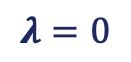 λ = 0